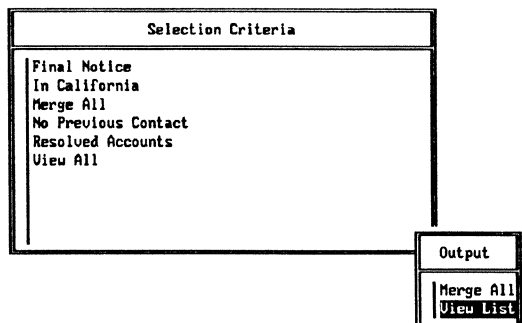 Selection Criteria
Final Notice
In California
Merge All
No Previous Contact
Resolved Accounts
View All
Output
Merge All
View List